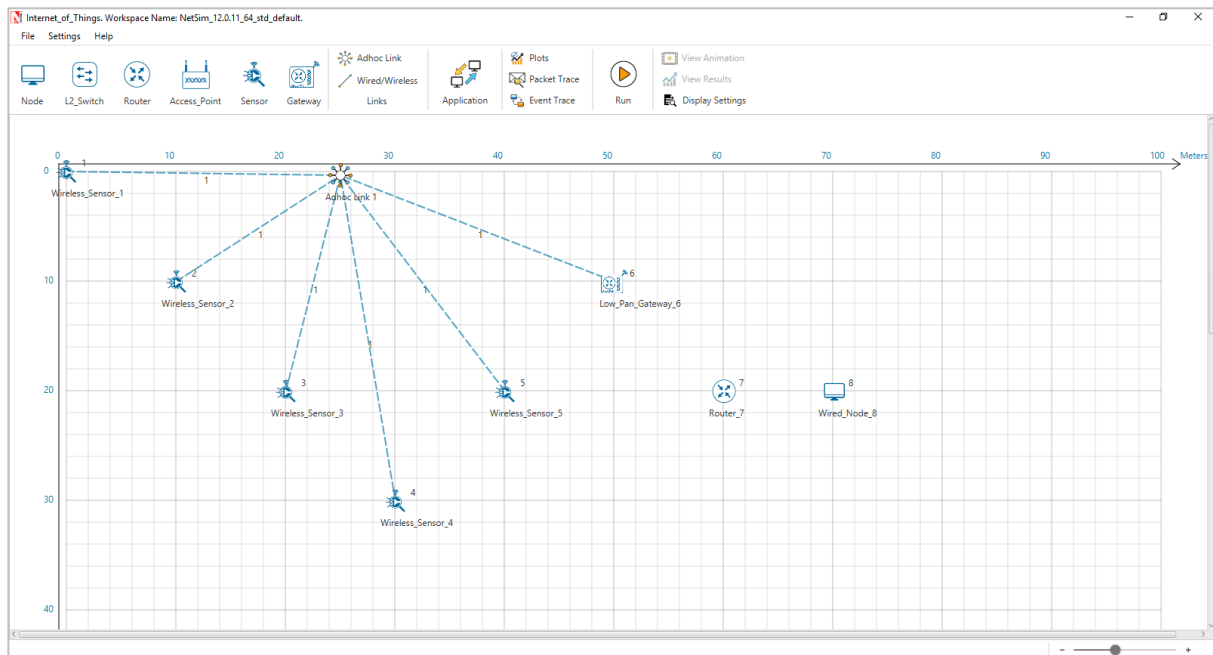 Internet_of_Things. Workspace Name: NetSim_12.0.11_64_std_default.
File Settings Help
Node L2_Switch Router Access_Point Sensor Gateway
Adhoc Link
Wired/Wireless
Links
Application
Plots
Packet Trace
Event Trace
Run
View Animation
View Results
Display Settings
0 10 20 30 40 50 60 70 80 90 100 Meters
0
1
Wireless_Sensor_1
1
Adhoc Link 1
1
1
10
2
Wireless_Sensor_2
6
Low_Pan_Gateway_6
1
1
1
20
3
Wireless_Sensor_3
5
Wireless_Sensor_5
7
Router_7
8
Wired_Node_8
30
4
Wireless_Sensor_4
40